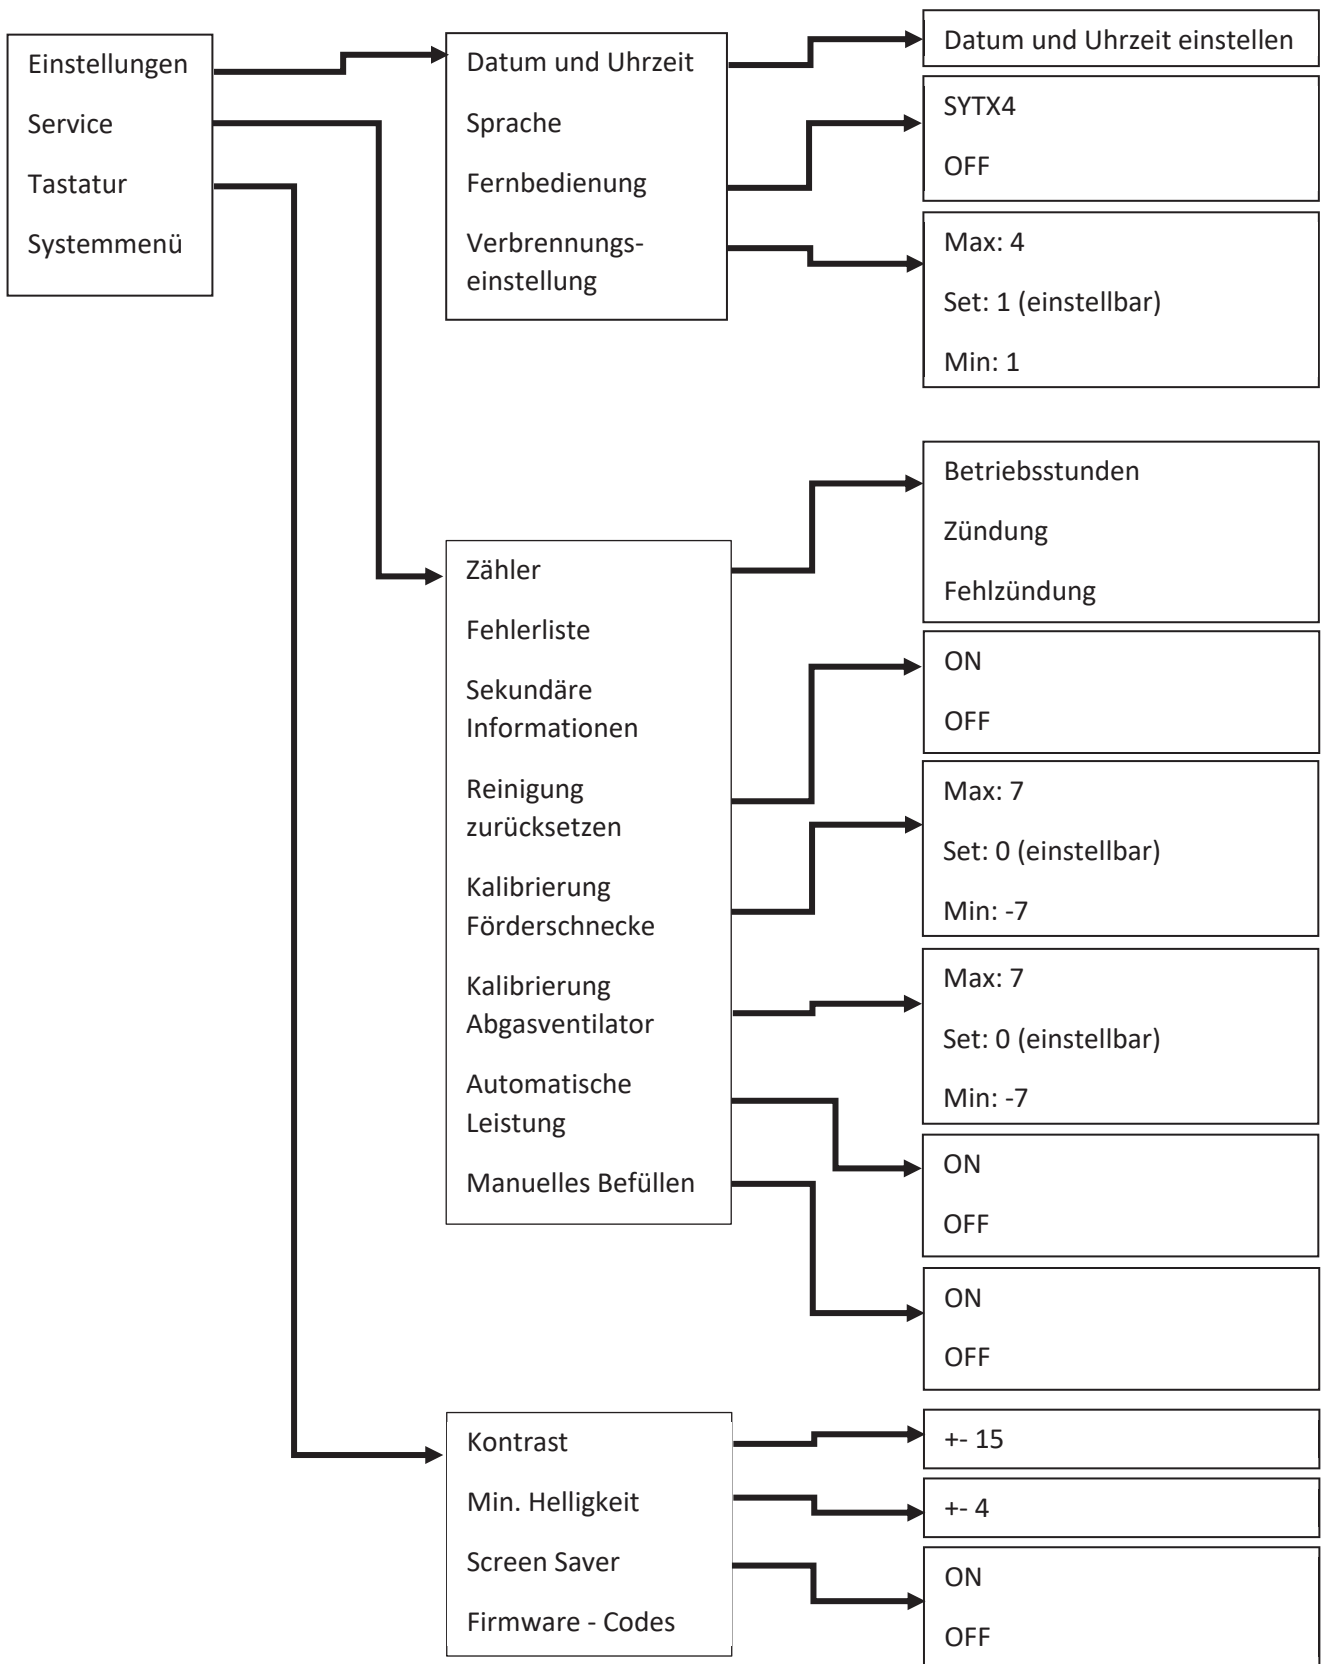 Einstellungen
Service
Tastatur
Systemmenü
Datum und Uhrzeit
Sprache
Fernbedienung
Verbrennungs-
einstellung
Datum und Uhrzeit einstellen
SYTX4
OFF
Max: 4
Set: 1 (einstellbar)
Min: 1
Zähler
Fehlerliste
Sekundäre
Informationen
Reinigung
zurücksetzen
Kalibrierung
Förderschnecke
Kalibrierung
Abgasventilator
Automatische
Leistung
Manuelles Befüllen
Betriebsstunden
Zündung
Fehlzündung
ON
OFF
Max: 7
Set: 0 (einstellbar)
Min: -7
Max: 7
Set: 0 (einstellbar)
Min: -7
ON
OFF
ON
OFF
Kontrast
Min. Helligkeit
Screen Saver
Firmware - Codes
+- 15
+- 4
ON
OFF